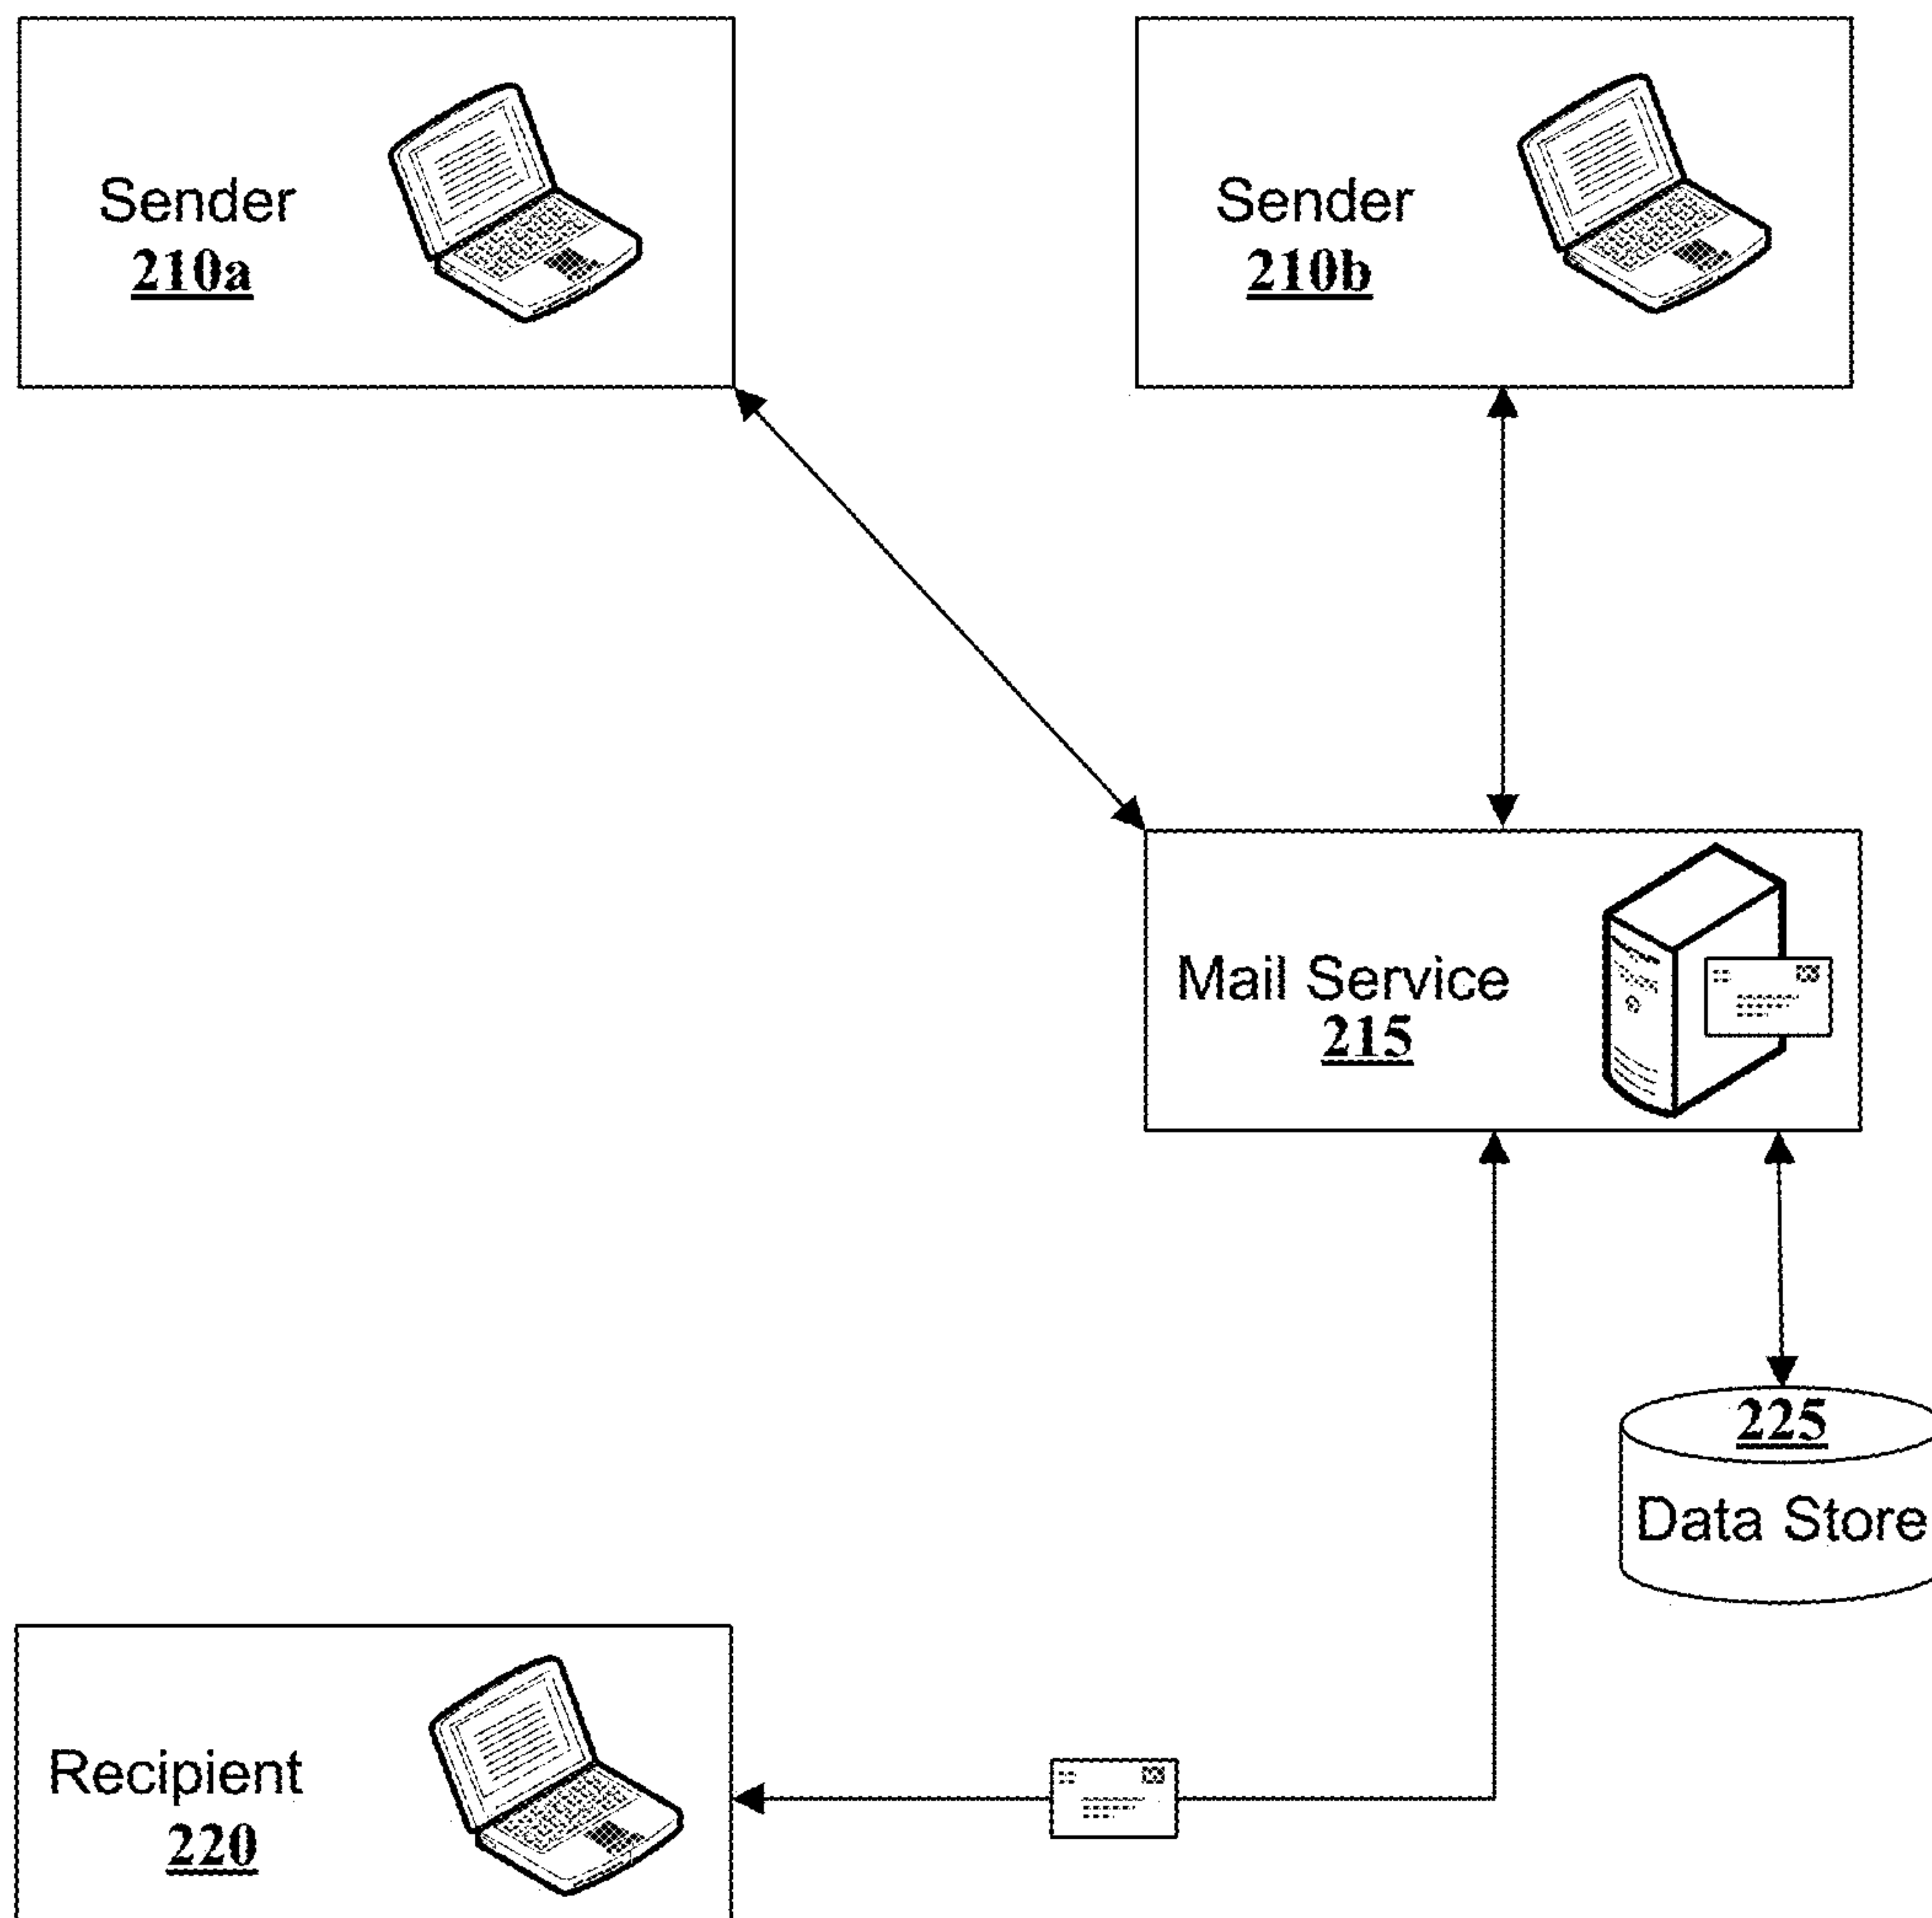 Sender
210a
Sender
210b
Mail Service
215
225
Data Store
Recipient
220